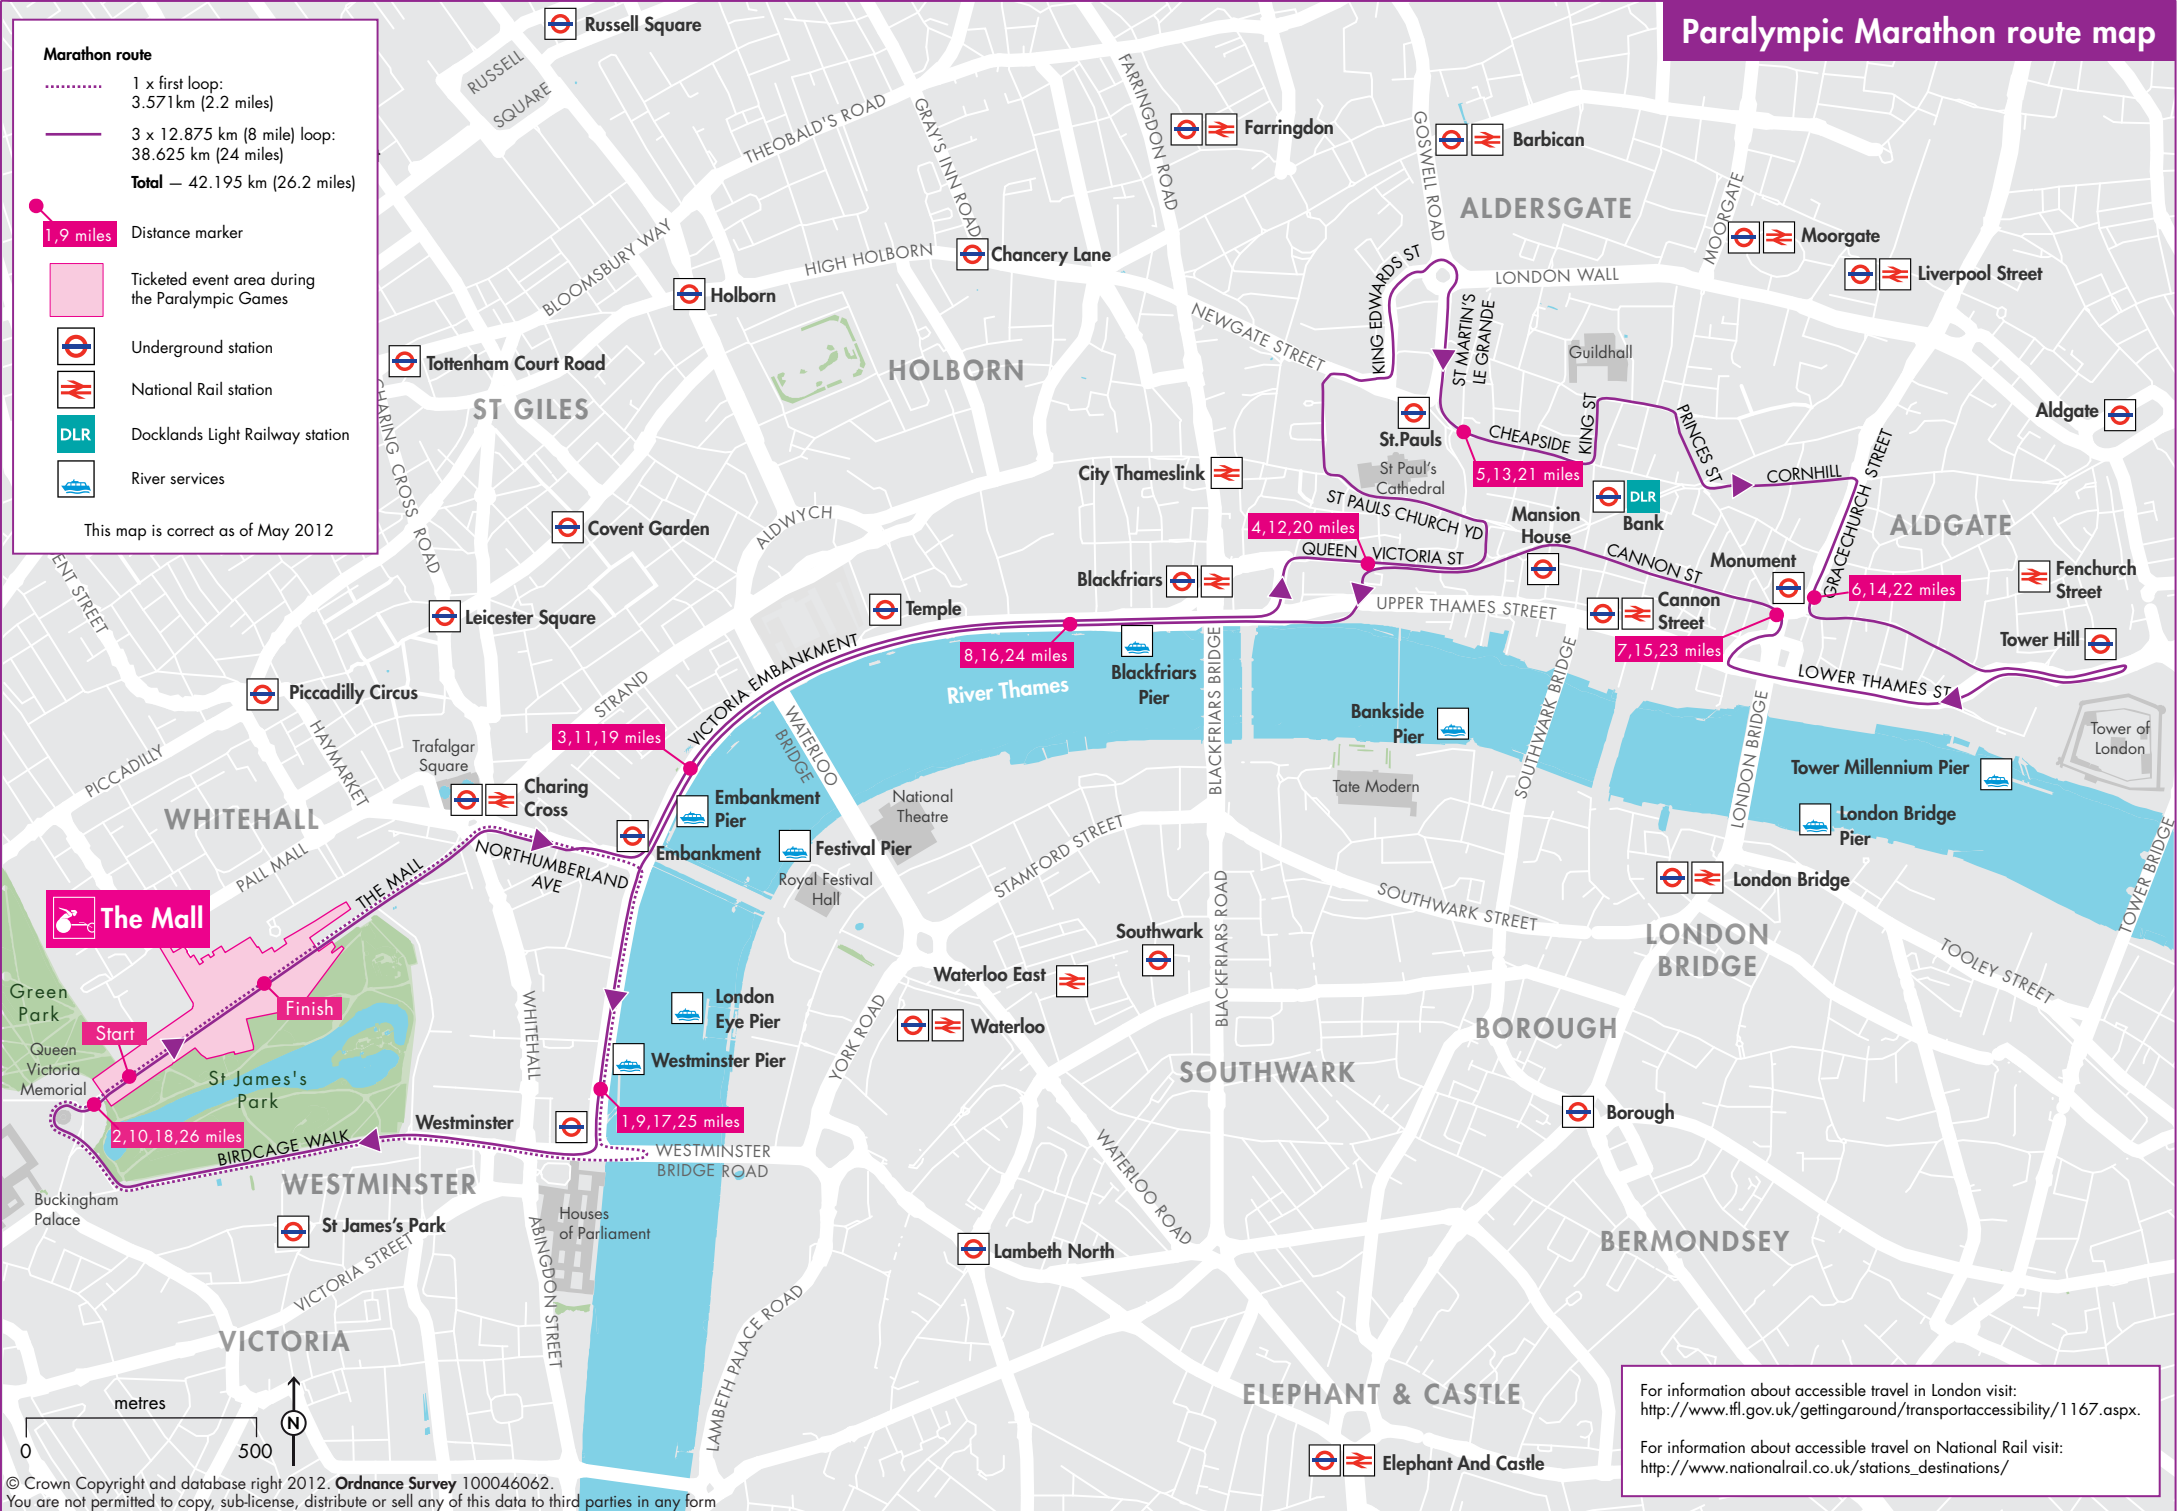 Paralympic Marathon route map
Marathon route
1 x first loop:
3.571km (2.2 miles)
3 x 12.875 km (8 mile) loop:
38.625 km (24 miles)
Total — 42.195 km (26.2 miles)
1,9 miles
Distance marker
Ticketed event area during
the Paralympic Games
Underground station
National Rail station
DLR
Docklands Light Railway station
River services
This map is correct as of May 2012
Russell Square
RUSSELL
SQUARE
THEOBALD'S ROAD
GRAY'S INN ROAD
FARRINGDON ROAD
Farringdon
GOSWELL ROAD
Barbican
ALDERSGATE
MOORGATE
Moorgate
Liverpool Street
LONDON WALL
BLOOMSBURY WAY
HIGH HOLBORN
Chancery Lane
Holborn
NEWGATE STREET
KING EDWARDS ST
ST MARTIN'S
LE GRANDE
Guildhall
Tottenham Court Road
ST GILES
HOLBORN
CHARING CROSS ROAD
St.Pauls
St Paul's
Cathedral
CHEAPSIDE
KING ST
PRINCES ST
CORNHILL
GRACECHURCH STREET
Aldgate
5,13,21 miles
City Thameslink
ST PAULS CHURCH YD
Mansion
House
DLR
Bank
ALDGATE
Covent Garden
ALDWYCH
4,12,20 miles
QUEEN VICTORIA ST
CANNON ST
Monument
Blackfriars
Fenchurch
Street
6,14,22 miles
ENT STREET
Leicester Square
Temple
UPPER THAMES STREET
Cannon
Street
7,15,23 miles
Tower Hill
8,16,24 miles
Blackfriars
Pier
River Thames
BLACKFRIARS BRIDGE
SOUTHWARK BRIDGE
LOWER THAMES ST
LONDON BRIDGE
Piccadilly Circus
STRAND
VICTORIA EMBANKMENT
WATERLOO
BRIDGE
Bankside
Pier
Tower of
London
3,11,19 miles
PICCADILLY
HAYMARKET
Trafalgar
Square
Charing
Cross
Embankment
Pier
National
Theatre
Tate Modern
Tower Millennium Pier
London Bridge
Pier
WHITEHALL
PALL MALL
THE MALL
NORTHUMBERLAND
AVE
Embankment
Festival Pier
Royal Festival
Hall
STAMFORD STREET
SOUTHWARK STREET
London Bridge
TOWER BRIDGE
The Mall
BLACKFRIARS ROAD
Southwark
LONDON
BRIDGE
TOOLEY STREET
Green
Park
Finish
Start
Queen
Victoria
Memorial
St James's
Park
WHITEHALL
London
Eye Pier
Waterloo East
Waterloo
YORK ROAD
BOROUGH
Westminster Pier
SOUTHWARK
2,10,18,26 miles
BIRDCAGE WALK
Westminster
1,9,17,25 miles
WESTMINSTER
BRIDGE ROAD
WATERLOO ROAD
Borough
Buckingham
Palace
WESTMINSTER
St James's Park
VICTORIA STREET
ABINGDON STREET
Houses
of Parliament
Lambeth North
BERMONDSEY
VICTORIA
LAMBETH PALACE ROAD
ELEPHANT & CASTLE
Elephant And Castle
metres
0 500
N
For information about accessible travel in London visit:
http://www.tfl.gov.uk/gettingaround/transportaccessibility/1167.aspx.
For information about accessible travel on National Rail visit:
http://www.nationalrail.co.uk/stations_destinations/
© Crown Copyright and database right 2012. Ordnance Survey 100046062.
You are not permitted to copy, sub-license, distribute or sell any of this data to third parties in any form